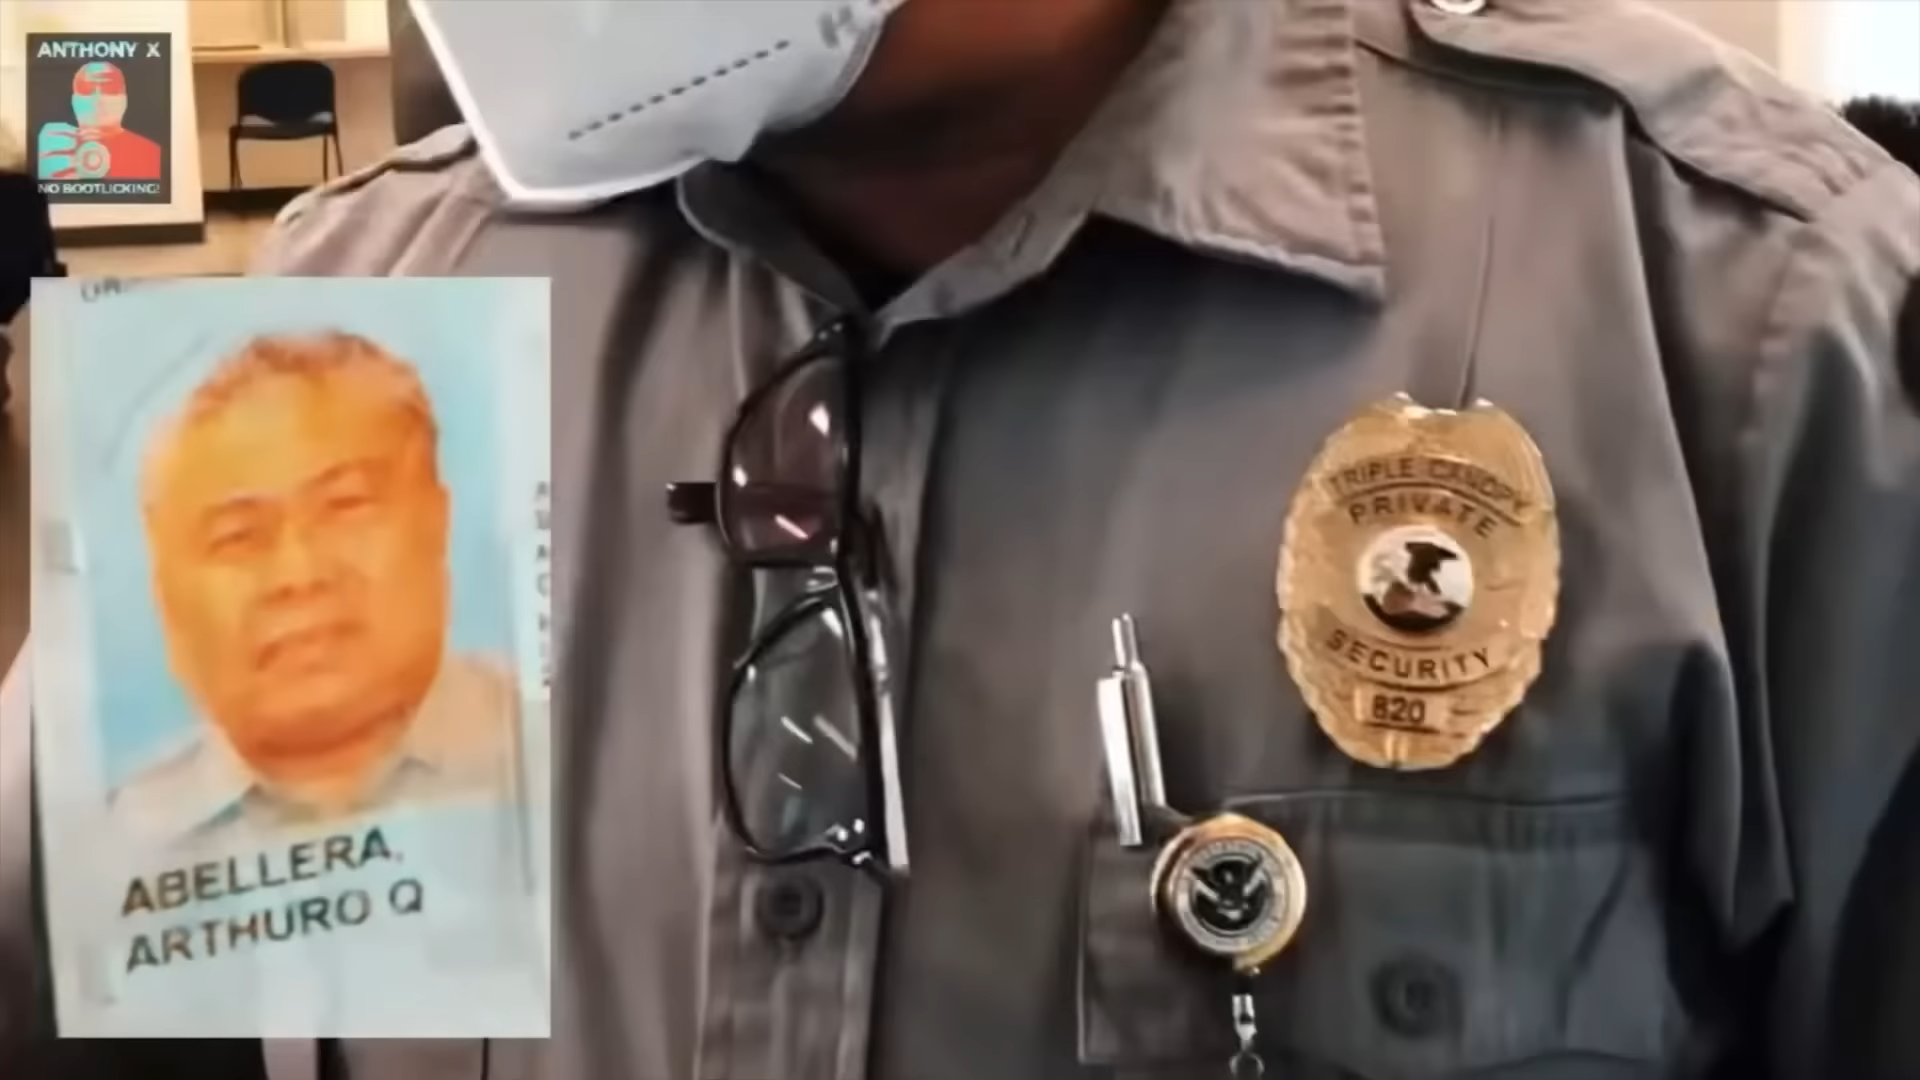 ANTHONY X
NO BOOTLICKING!
ABELLERA,
ARTHURO Q
TRIPLE CANOPY
PRIVATE
SECURITY
820